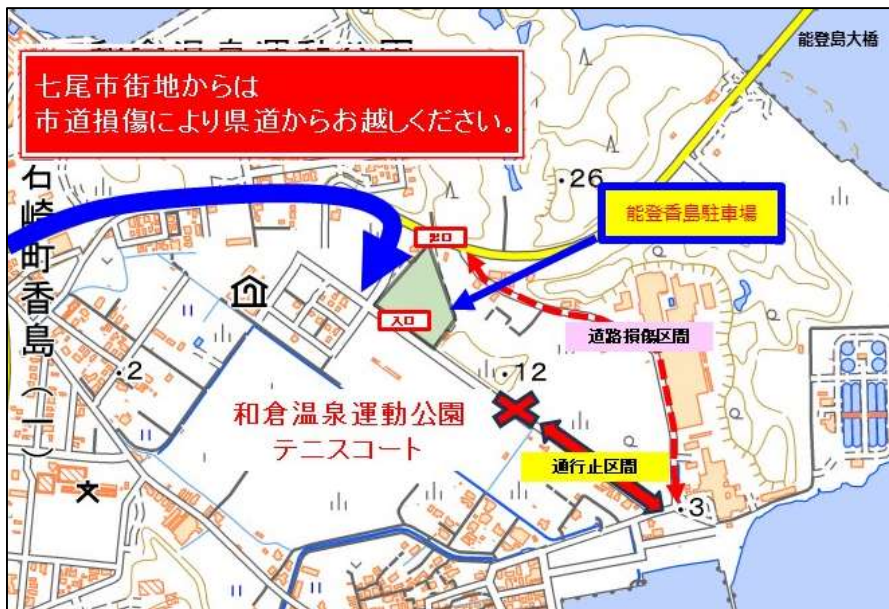 能登島大橋
七尾市街地からは
市道損傷により県道からお越しください。
石崎町香島(一)
26
能登香島駐車場
出口
入口
道路損傷区間
2
12
和倉温泉運動公園
テニスコート
通行止区間
3
文